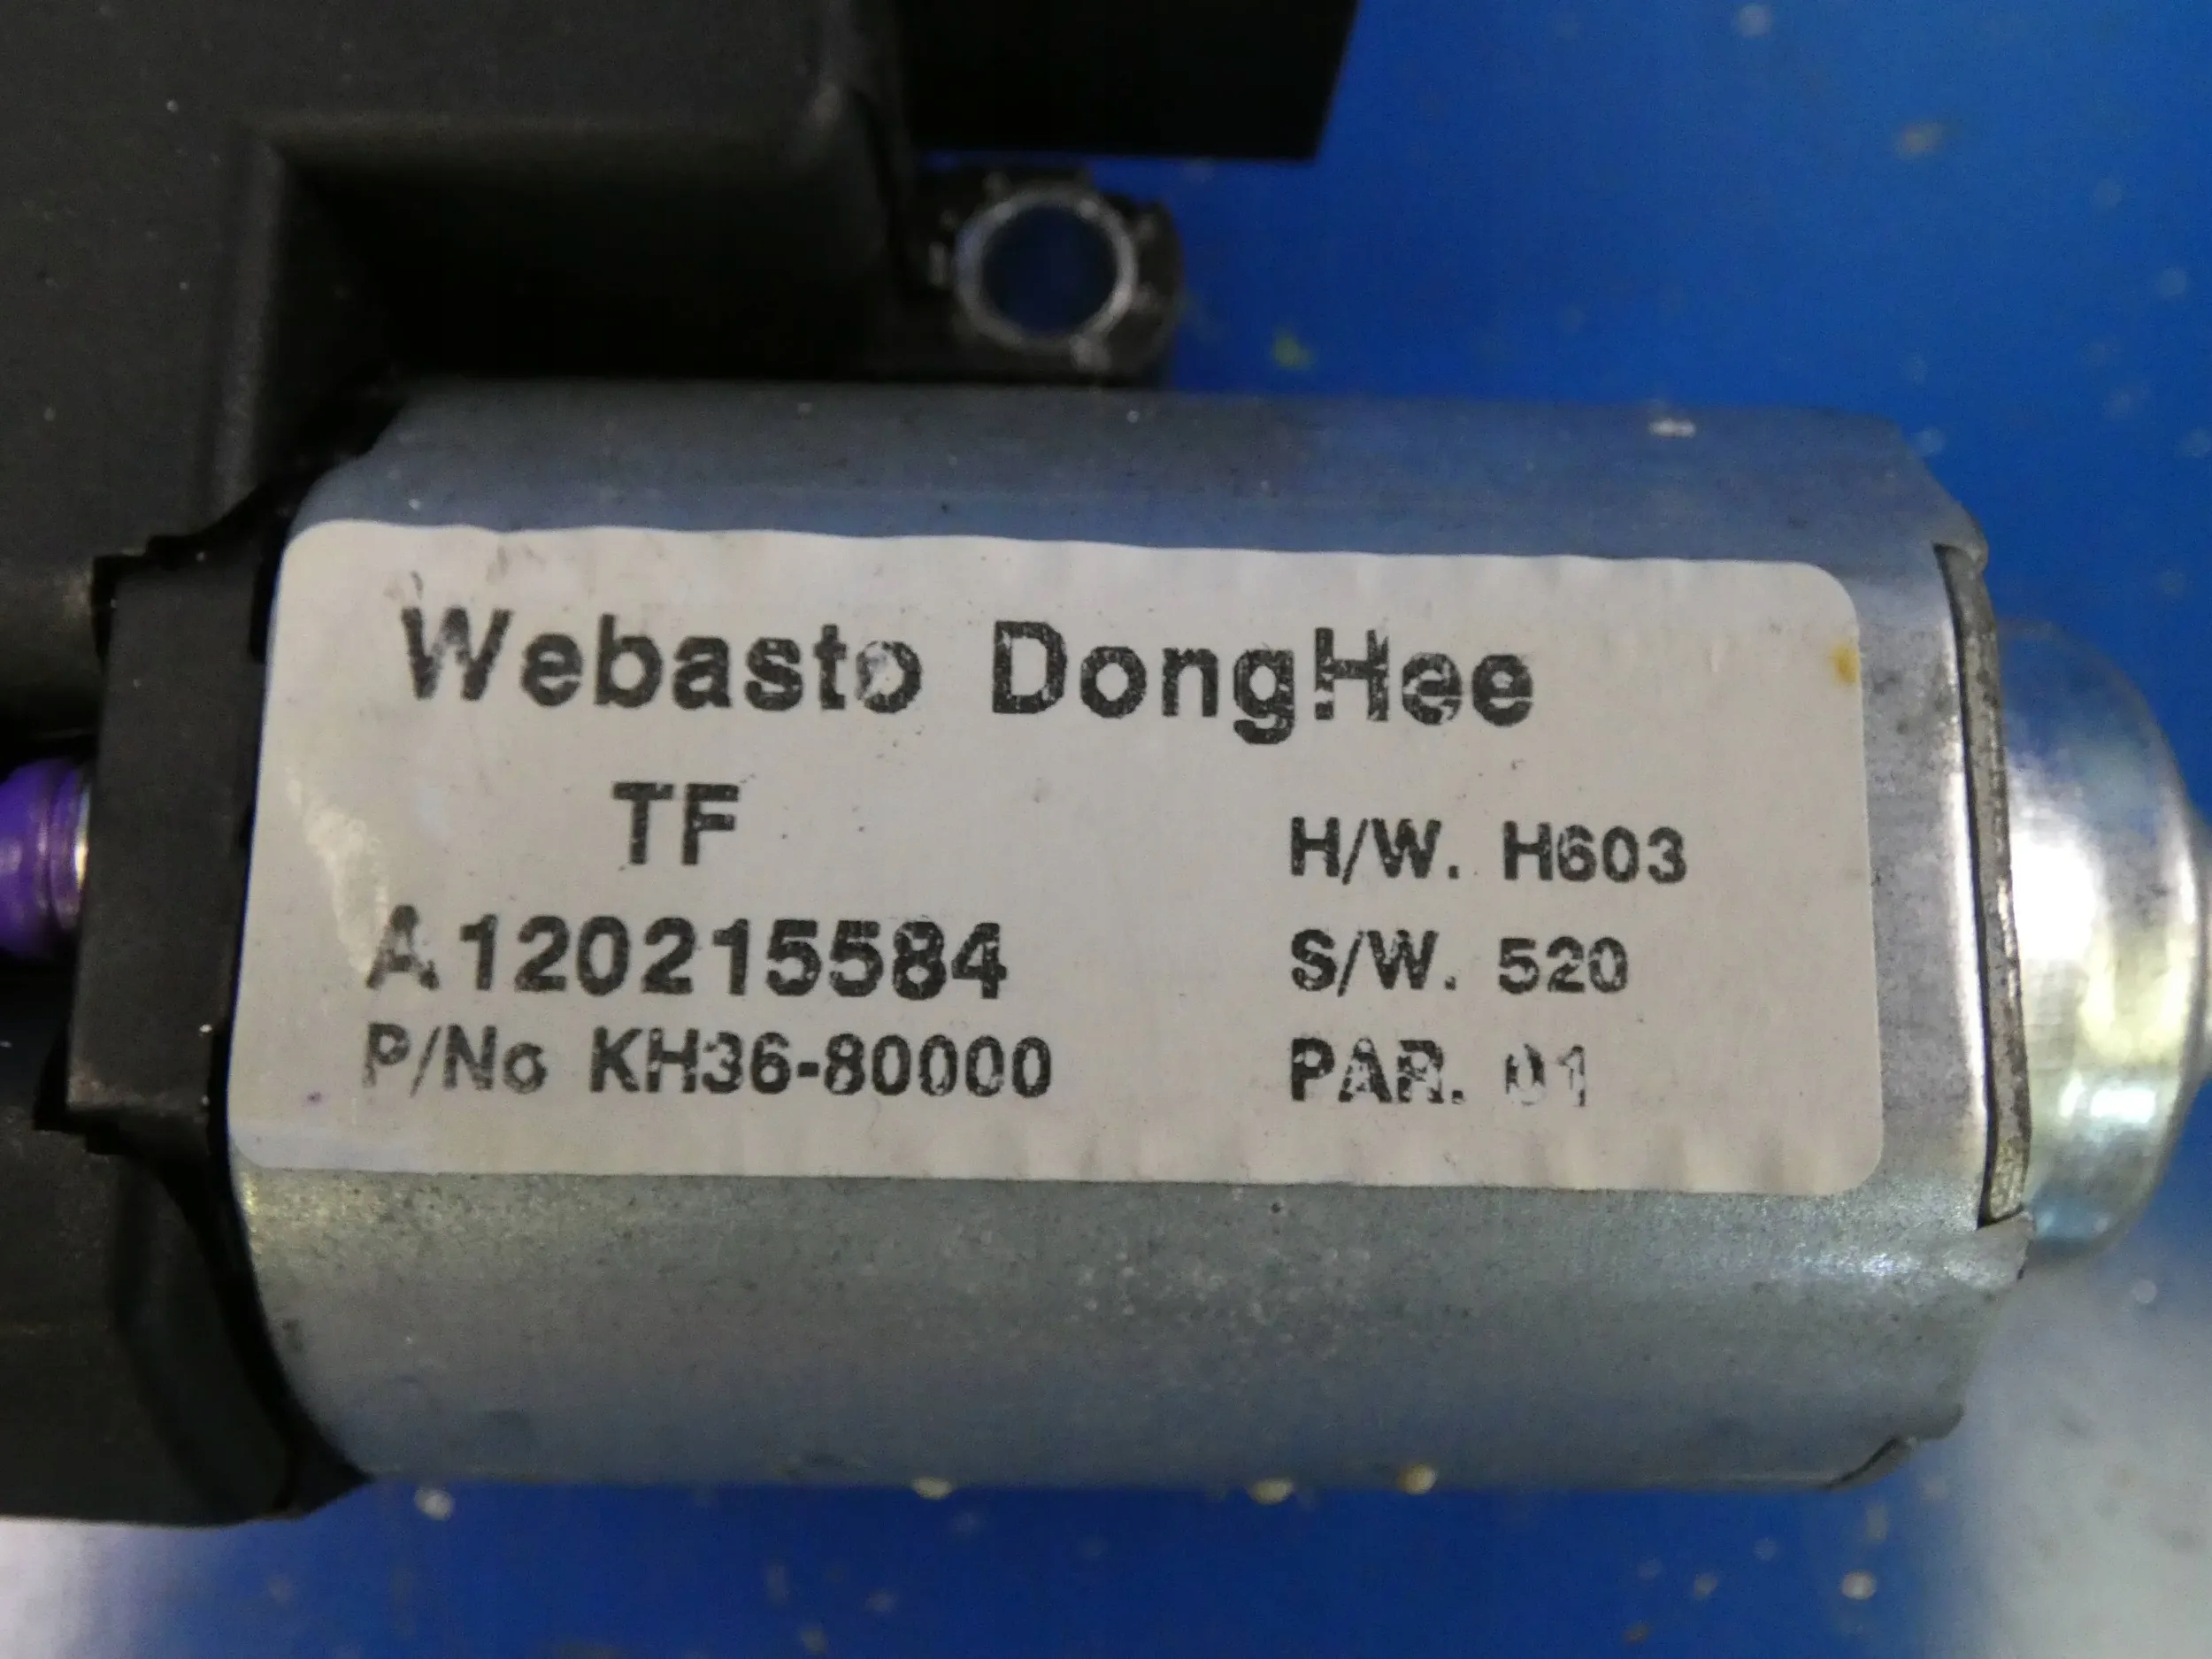 Webasto DongHee
TF
H/W. H603
A120215584
S/W. 520
P/No KH36-80000
PAR. 01